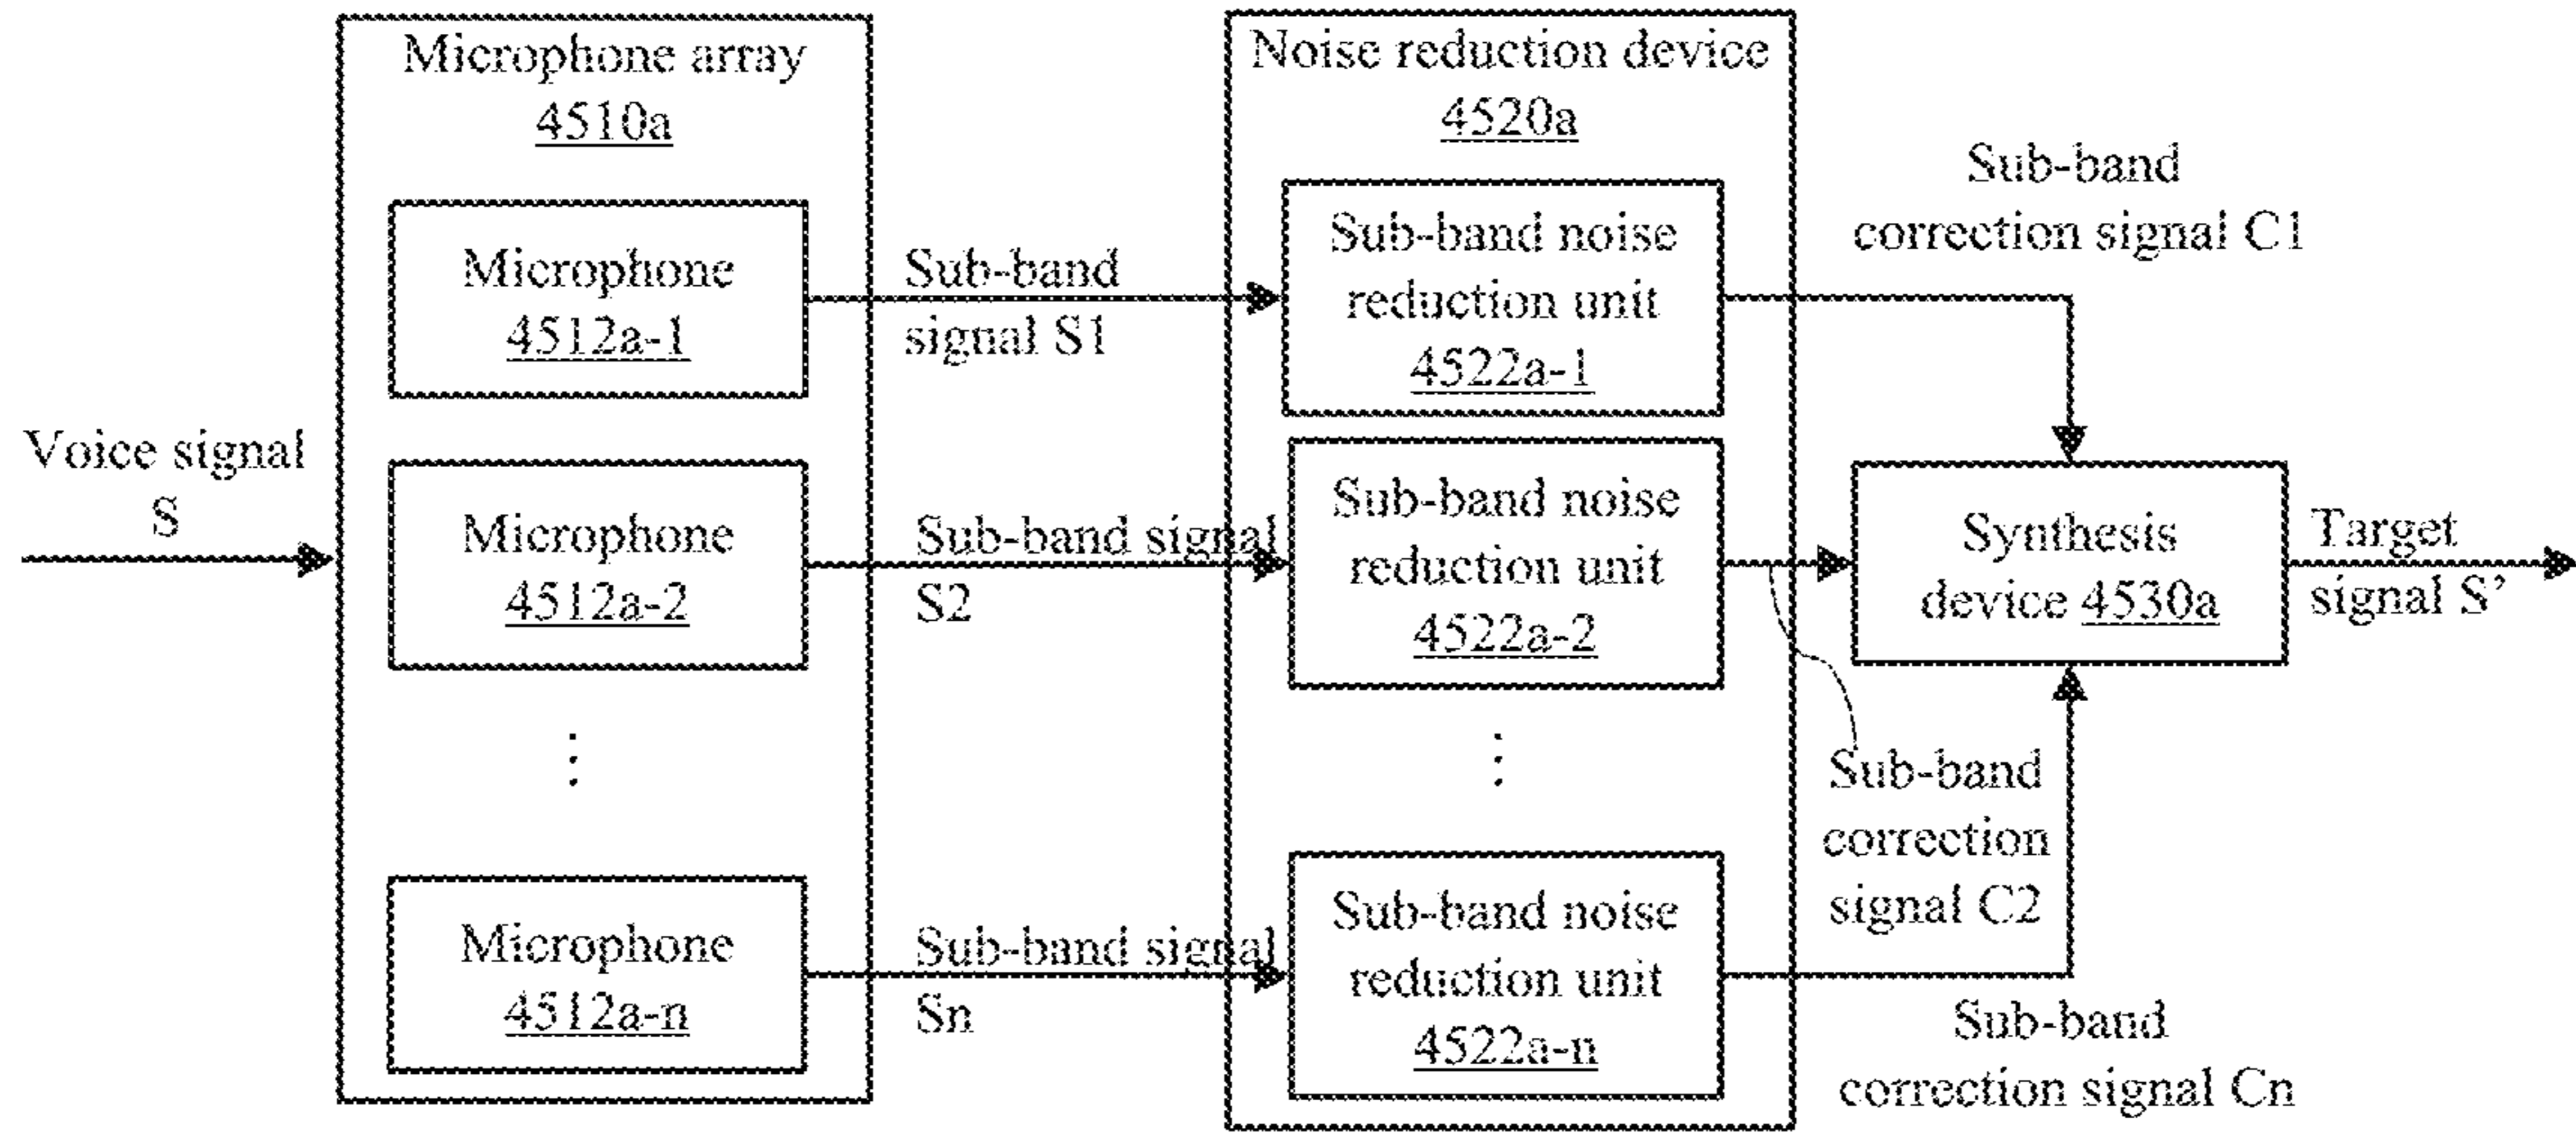 Microphone array
4510a
Noise reduction device
4520a
Voice signal
S
Microphone
4512a-1
Sub-band
signal S1
Sub-band noise
reduction unit
4522a-1
Sub-band
correction signal C1
Microphone
4512a-2
Sub-band signal
S2
Sub-band noise
reduction unit
4522a-2
Synthesis
device 4530a
Target
signal S’
⋮
⋮
Sub-band
correction
signal C2
Microphone
4512a-n
Sub-band signal
Sn
Sub-band noise
reduction unit
4522a-n
Sub-band
correction signal Cn